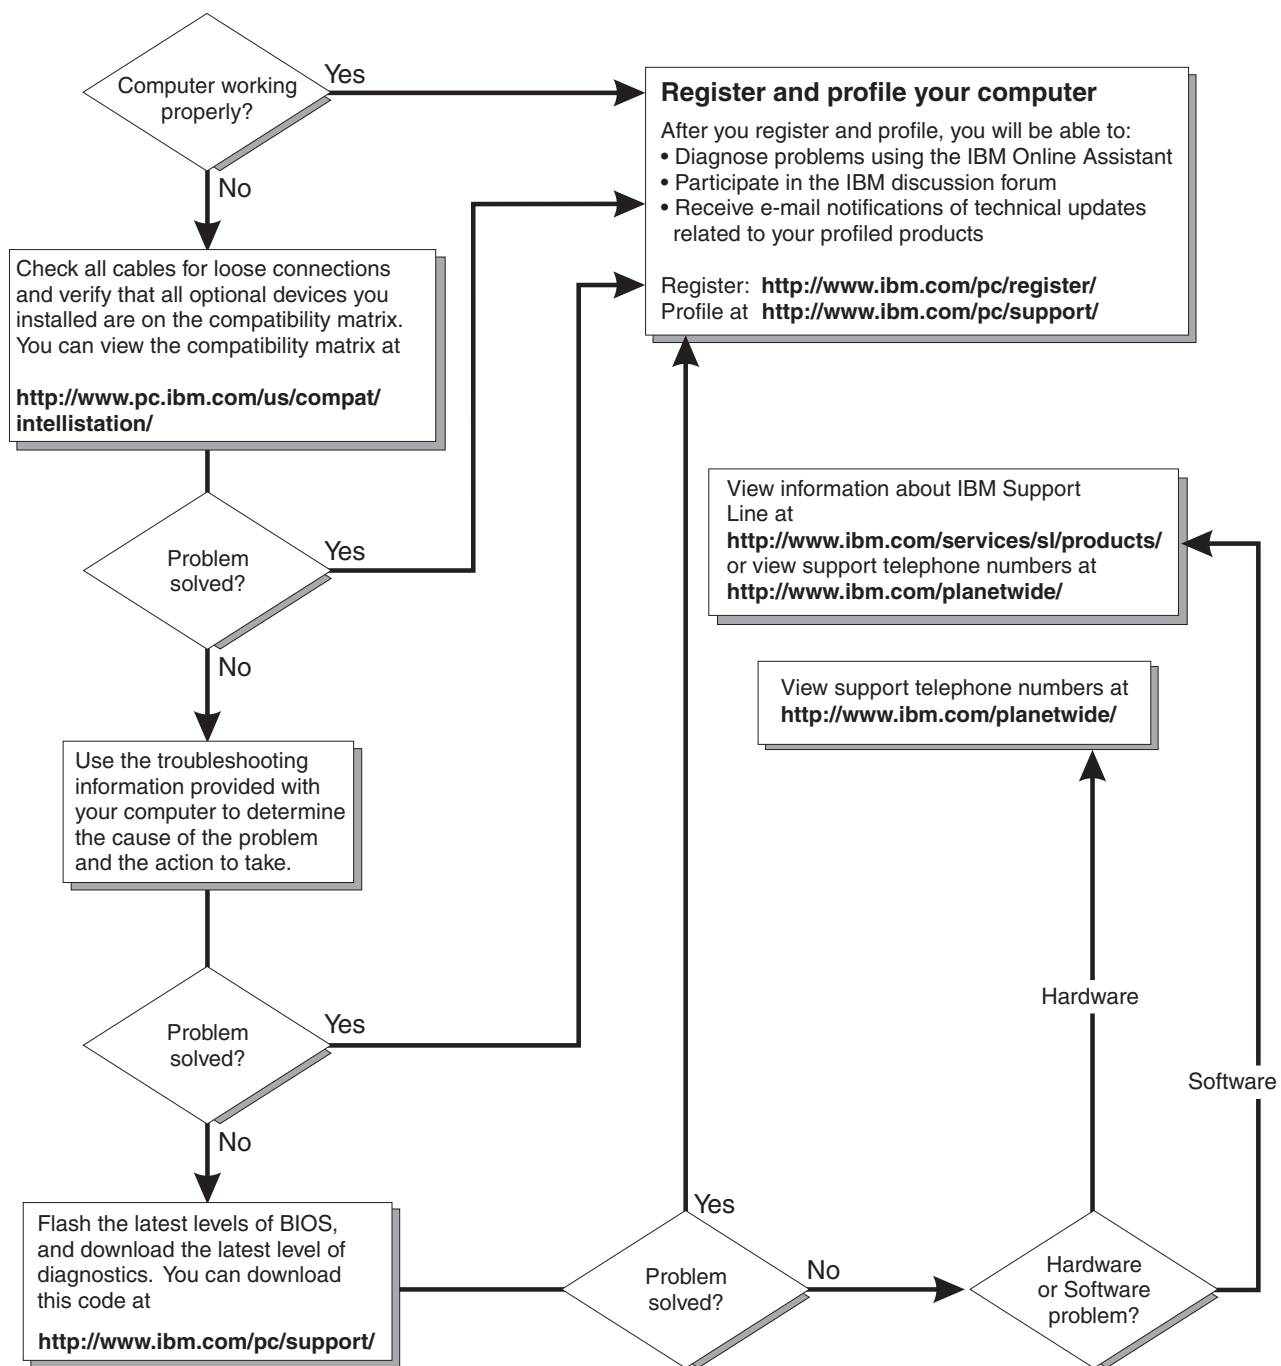 Computer working
properly?
Yes
No
Register and profile your computer
After you register and profile, you will be able to:
• Diagnose problems using the IBM Online Assistant
• Participate in the IBM discussion forum
• Receive e-mail notifications of technical updates
related to your profiled products
Register: http://www.ibm.com/pc/register/
Profile at http://www.ibm.com/pc/support/
Check all cables for loose connections
and verify that all optional devices you
installed are on the compatibility matrix.
You can view the compatibility matrix at
http://www.pc.ibm.com/us/compat/
intellistation/
Problem
solved?
Yes
No
View information about IBM Support
Line at
http://www.ibm.com/services/sl/products/
or view support telephone numbers at
http://www.ibm.com/planetwide/
View support telephone numbers at
http://www.ibm.com/planetwide/
Use the troubleshooting
information provided with
your computer to determine
the cause of the problem
and the action to take.
Problem
solved?
Yes
No
Hardware
Software
Flash the latest levels of BIOS,
and download the latest level of
diagnostics. You can download
this code at
http://www.ibm.com/pc/support/
Problem
solved?
Yes
No
Hardware
or Software
problem?